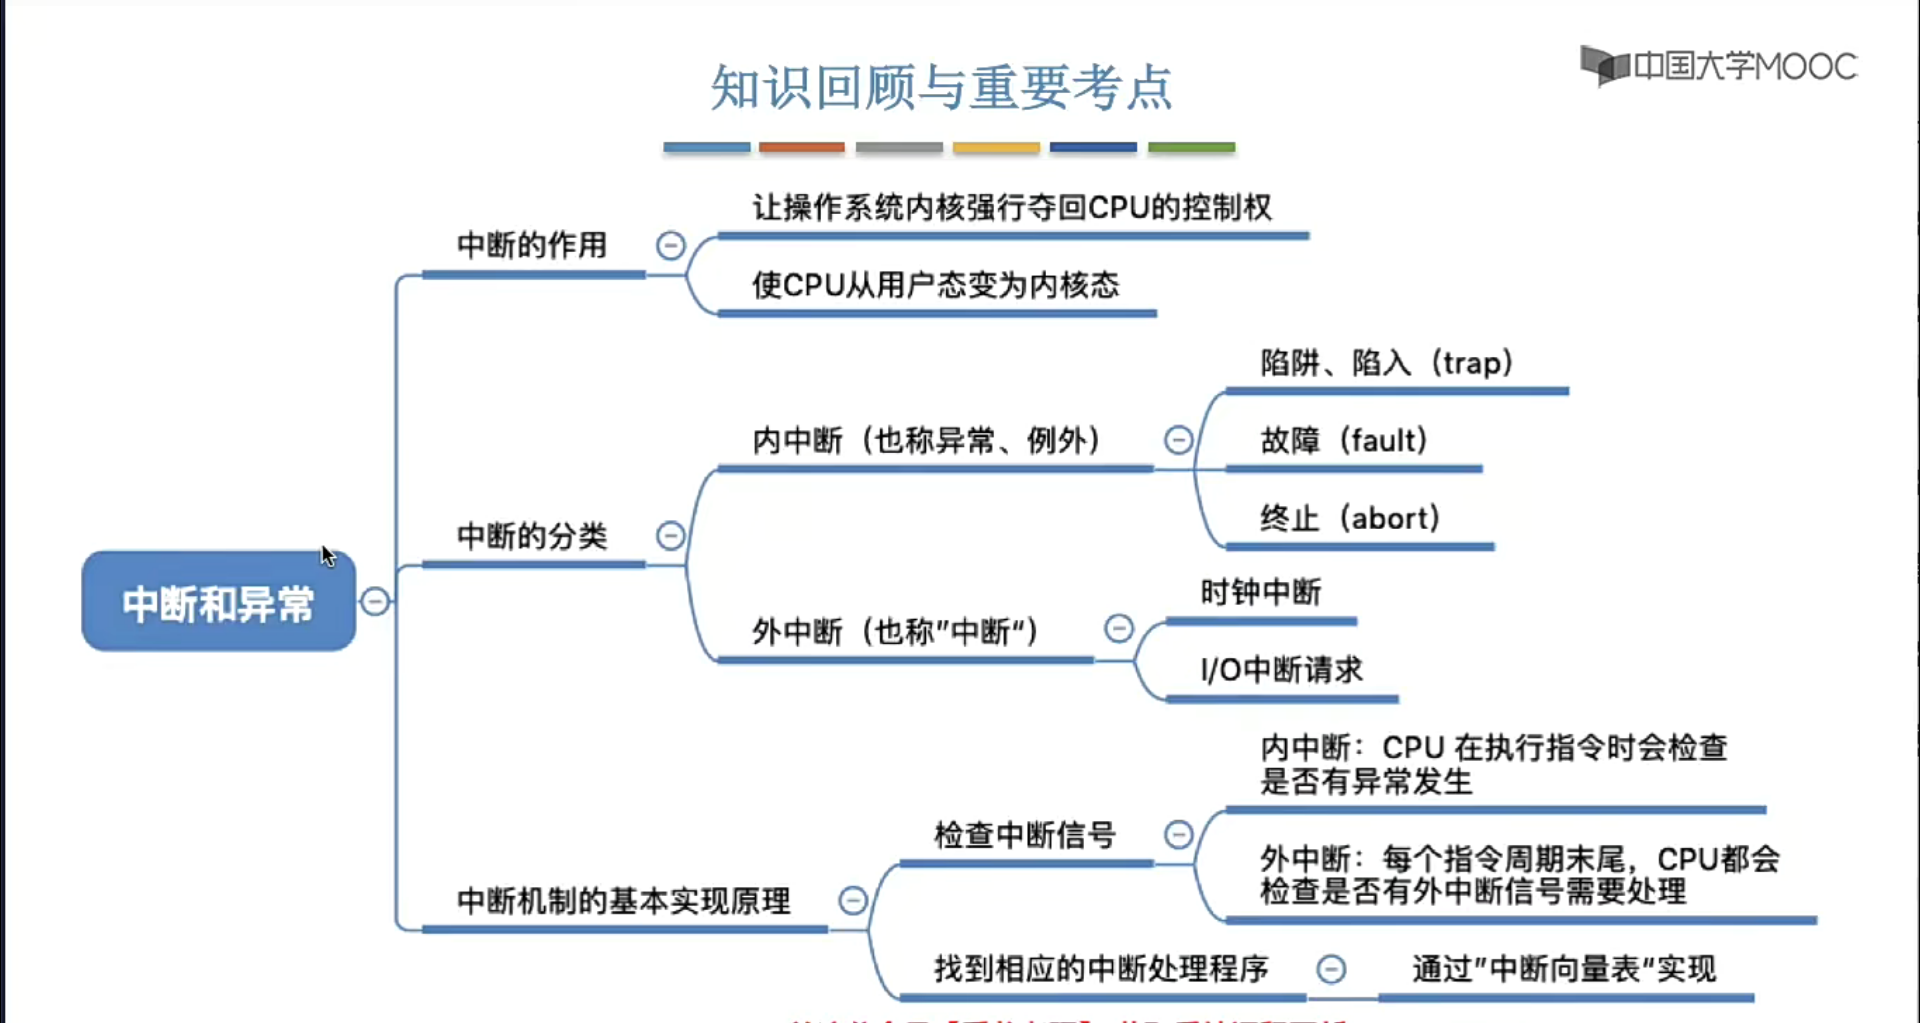 知识回顾与重要考点
中国大学MOOC
让操作系统内核强行夺回CPU的控制权
中断的作用
使CPU从用户态变为内核态
陷阱、陷入（trap）
内中断（也称异常、例外）
故障（fault）
终止（abort）
中断的分类
中断和异常
时钟中断
外中断（也称”中断“）
I/O中断请求
内中断：CPU 在执行指令时会检查
是否有异常发生
检查中断信号
外中断：每个指令周期末尾，CPU都会
检查是否有外中断信号需要处理
中断机制的基本实现原理
找到相应的中断处理程序
通过”中断向量表“实现